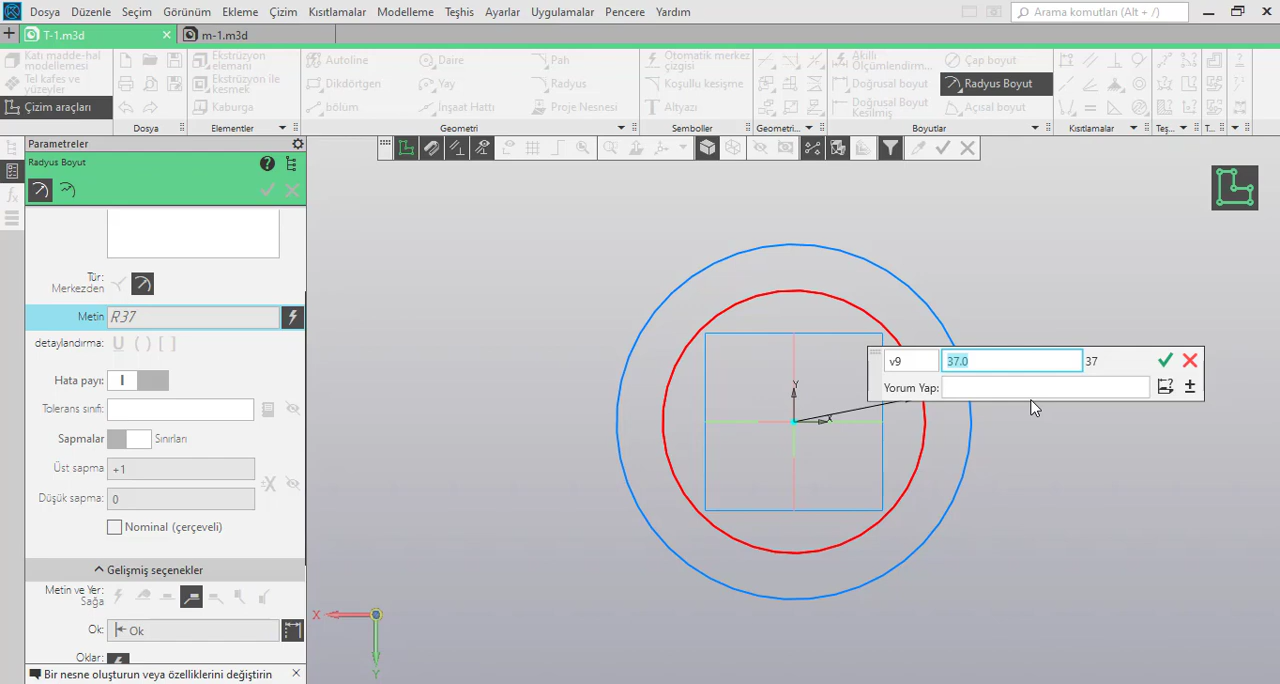 Dosya Düzenle Seçim Görünüm Ekleme Çizim Kısıtlamalar Modelleme Teşhis Ayarlar Uygulamalar Pencere Yardım
Arama komutları (Alt + /)
T-1.m3d
m-1.m3d
Katı madde-hal modellemesi
Tel kafes ve yüzeyler
Çizim araçları
Dosya
Ekstrüzyon elemanı
Ekstrüzyon ile kesmek
Kaburga
Elementler
Autoline
Dikdörtgen
bölüm
Daire
Yay
İnşaat Hattı
Pah
Radyus
Proje Nesnesi
Geometri
Otomatik merkez çizgisi
Koşullu kesişme
Altyazı
Semboller
Geometri...
Akıllı Ölçümlendirm...
Doğrusal boyut
Doğrusal Boyut Kesilmiş
Çap boyut
Radyus Boyut
Açısal boyut
Boyutlar
Kısıtlamalar
Teş...
T...
Parametreler
Radyus Boyut
Tür:
Merkezden
Metin R37
detaylandırma: U ( ) [ ]
Hata payı:
Tolerans sınıfı:
Sapmalar Sınırları
Üst sapma +1
Düşük sapma: 0
Nominal (çerçeveli)
Gelişmiş seçenekler
Metin ve Yer:
Sağa
Ok: Ok
Oklar:
Bir nesne oluşturun veya özelliklerini değiştirin
v9 37.0 37
Yorum Yap:
Y
X
X
Y